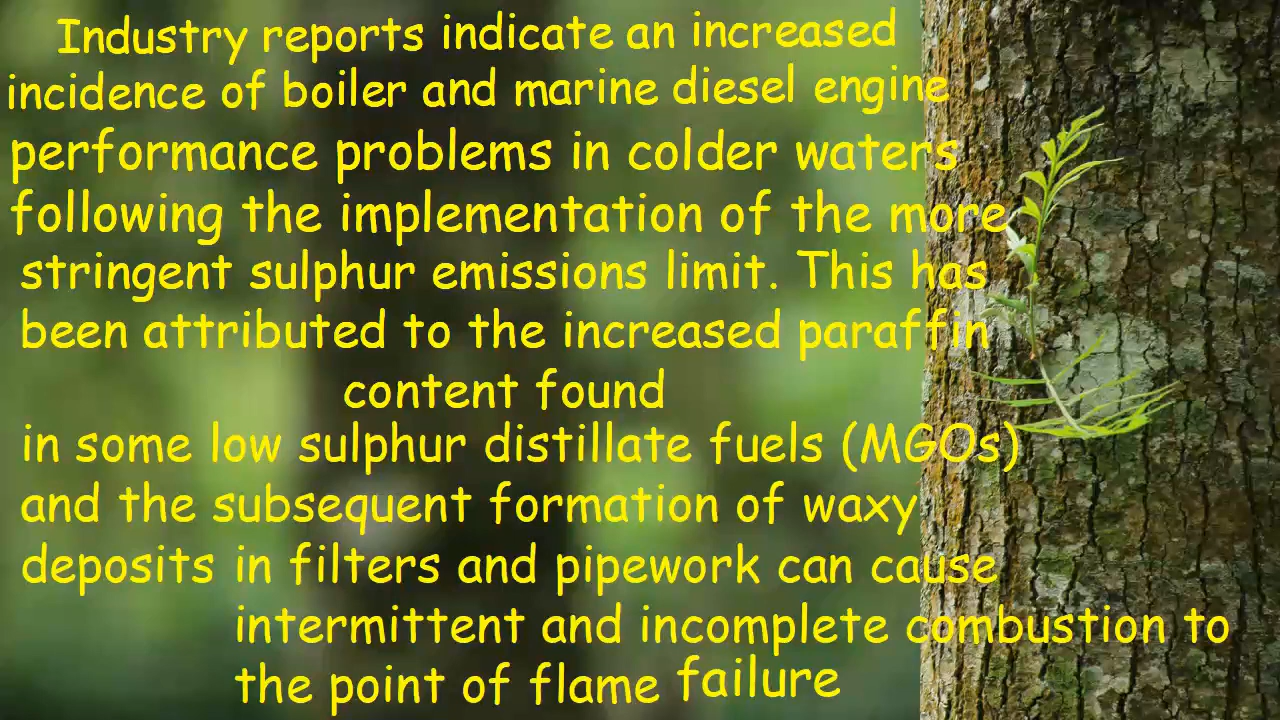 Industry reports indicate an increased
incidence of boiler and marine diesel engine
performance problems in colder waters
following the implementation of the more
stringent sulphur emissions limit. This has
been attributed to the increased paraffin
content found
in some low sulphur distillate fuels (MGOs)
and the subsequent formation of waxy
deposits in filters and pipework can cause
intermittent and incomplete combustion to
the point of flame failure